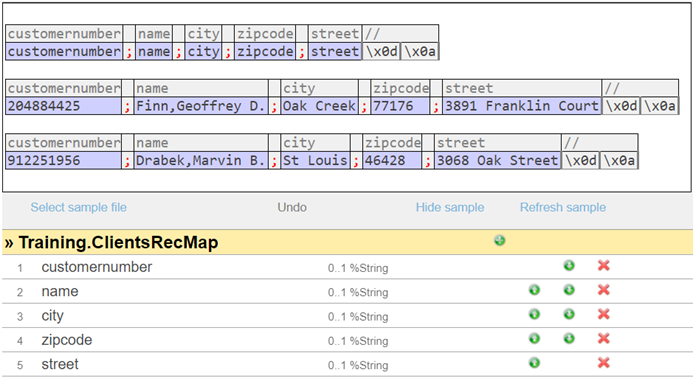 customernumber name city zipcode street //
customernumber ; name ; city ; zipcode ; street \x0d \x0a
customernumber name city zipcode street //
204884425 ; Finn,Geoffrey D. ; Oak Creek ; 77176 ; 3891 Franklin Court \x0d \x0a
customernumber name city zipcode street //
912251956 ; Drabek,Marvin B. ; St Louis ; 46428 ; 3068 Oak Street \x0d \x0a
Select sample file Undo Hide sample Refresh sample
» Training.ClientsRecMap
1 customernumber 0..1 %String
2 name 0..1 %String
3 city 0..1 %String
4 zipcode 0..1 %String
5 street 0..1 %String